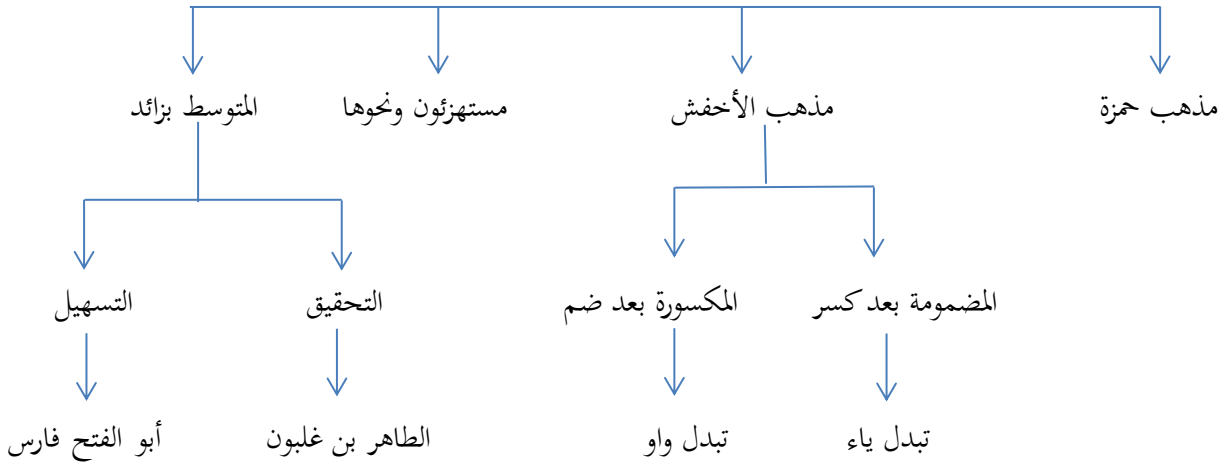 مذهب حمزة
مذهب الأخفش
مستهزئون ونحوها
المتوسط بزائد
المضمومة بعد كسر
المكسورة بعد ضم
التحقيق
التسهيل
تبدل ياء
تبدل واو
الطاهر بن غلبون
أبو الفتح فارس